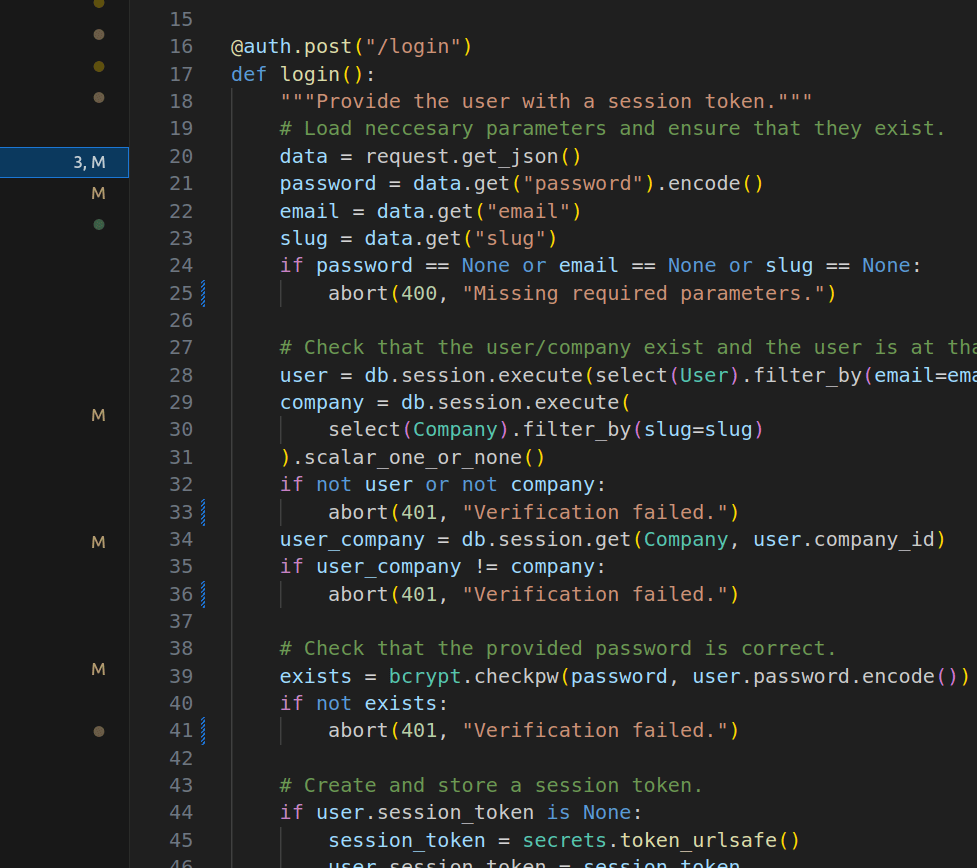 15
16 @auth.post("/login")
17 def login():
18 """Provide the user with a session token."""
19 # Load neccesary parameters and ensure that they exist.
3, M 20 data = request.get_json()
21 password = data.get("password").encode()
M 22 email = data.get("email")
23 slug = data.get("slug")
24 if password == None or email == None or slug == None:
25 abort(400, "Missing required parameters.")
26
27 # Check that the user/company exist and the user is at tha
28 user = db.session.execute(select(User).filter_by(email=ema
29 company = db.session.execute(
M 30 select(Company).filter_by(slug=slug)
31 ).scalar_one_or_none()
32 if not user or not company:
33 abort(401, "Verification failed.")
M 34 user_company = db.session.get(Company, user.company_id)
35 if user_company != company:
36 abort(401, "Verification failed.")
37
38 # Check that the provided password is correct.
M 39 exists = bcrypt.checkpw(password, user.password.encode())
40 if not exists:
41 abort(401, "Verification failed.")
42
43 # Create and store a session token.
44 if user.session_token is None:
45 session_token = secrets.token_urlsafe()
46 user.session_token = session_token